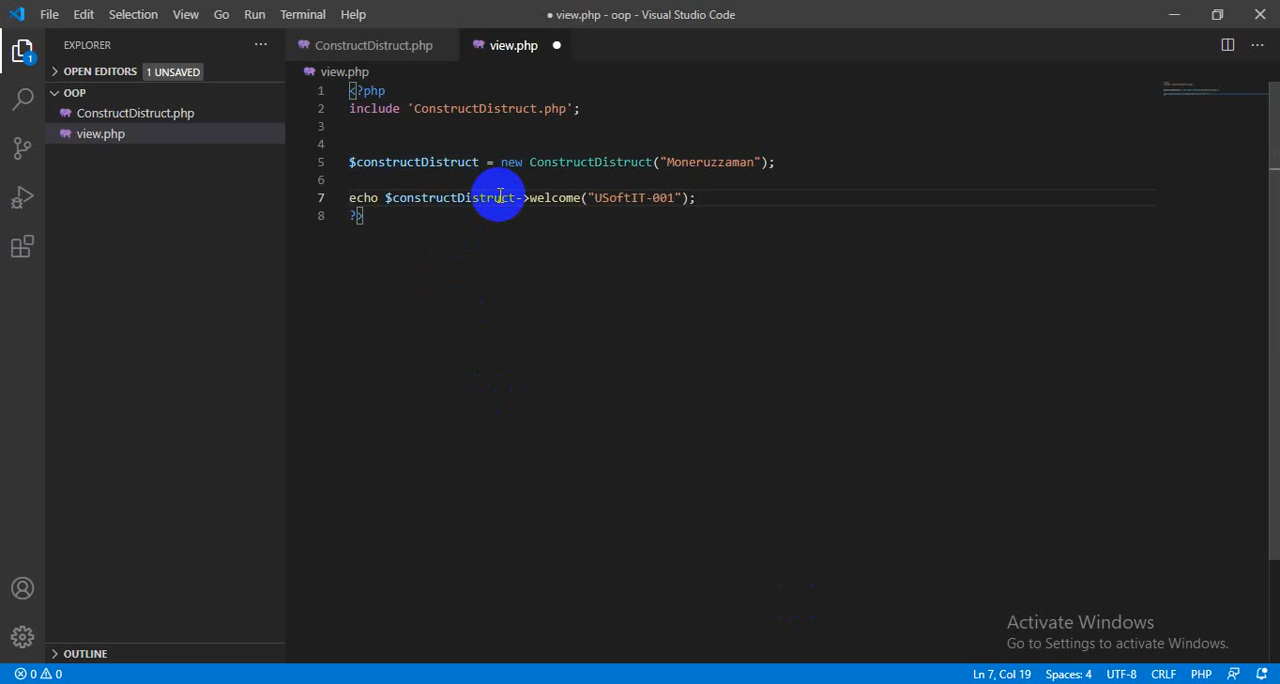 File Edit Selection View Go Run Terminal Help
● view.php - oop - Visual Studio Code
EXPLORER
OPEN EDITORS 1 UNSAVED
OOP
ConstructDistruct.php
view.php
1
ConstructDistruct.php view.php
view.php
1 <?php
2 include 'ConstructDistruct.php';
3
4
5 $constructDistruct = new ConstructDistruct("Moneruzzaman");
6
7 echo $constructDistruct->welcome("USoftIT-001");
8 ?>
OUTLINE
Activate Windows
Go to Settings to activate Windows.
0 0
Ln 7, Col 19 Spaces: 4 UTF-8 CRLF PHP